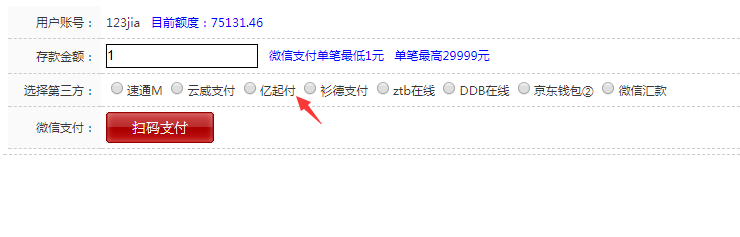 用户账号： 123jia 目前额度：75131.46
存款金额： 1 微信支付单笔最低1元 单笔最高29999元
选择第三方： 速通M 云威支付 亿起付 衫德支付 ztb在线 DDB在线 京东钱包② 微信汇款
微信支付： 扫码支付